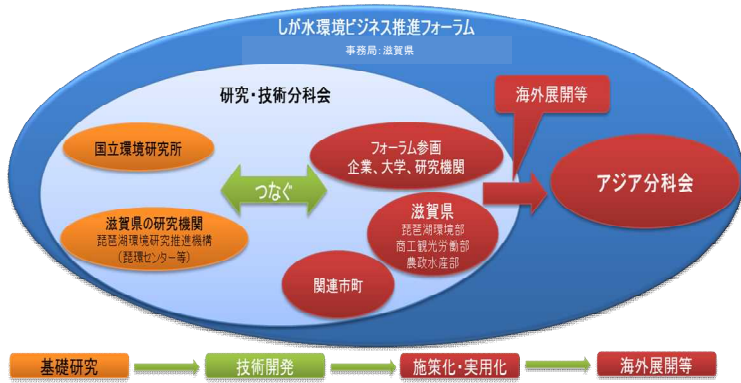 しが水環境ビジネス推進フォーラム
事務局：滋賀県
研究・技術分科会
海外展開等
国立環境研究所
フォーラム参画
企業、大学、研究機関
つなぐ
アジア分科会
滋賀県の研究機関
琵琶湖環境研究推進機構
（琵環センター等）
滋賀県
琵琶湖環境部
商工観光労働部
農政水産部
関連市町
基礎研究
技術開発
施策化・実用化
海外展開等